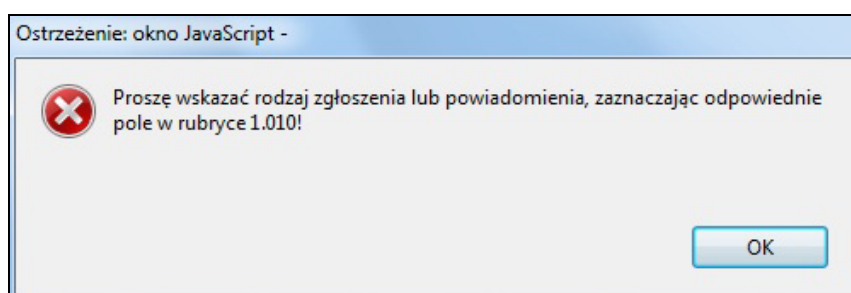 Ostrzeżenie: okno JavaScript -
Proszę wskazać rodzaj zgłoszenia lub powiadomienia, zaznaczając odpowiednie
pole w rubryce 1.010!
OK